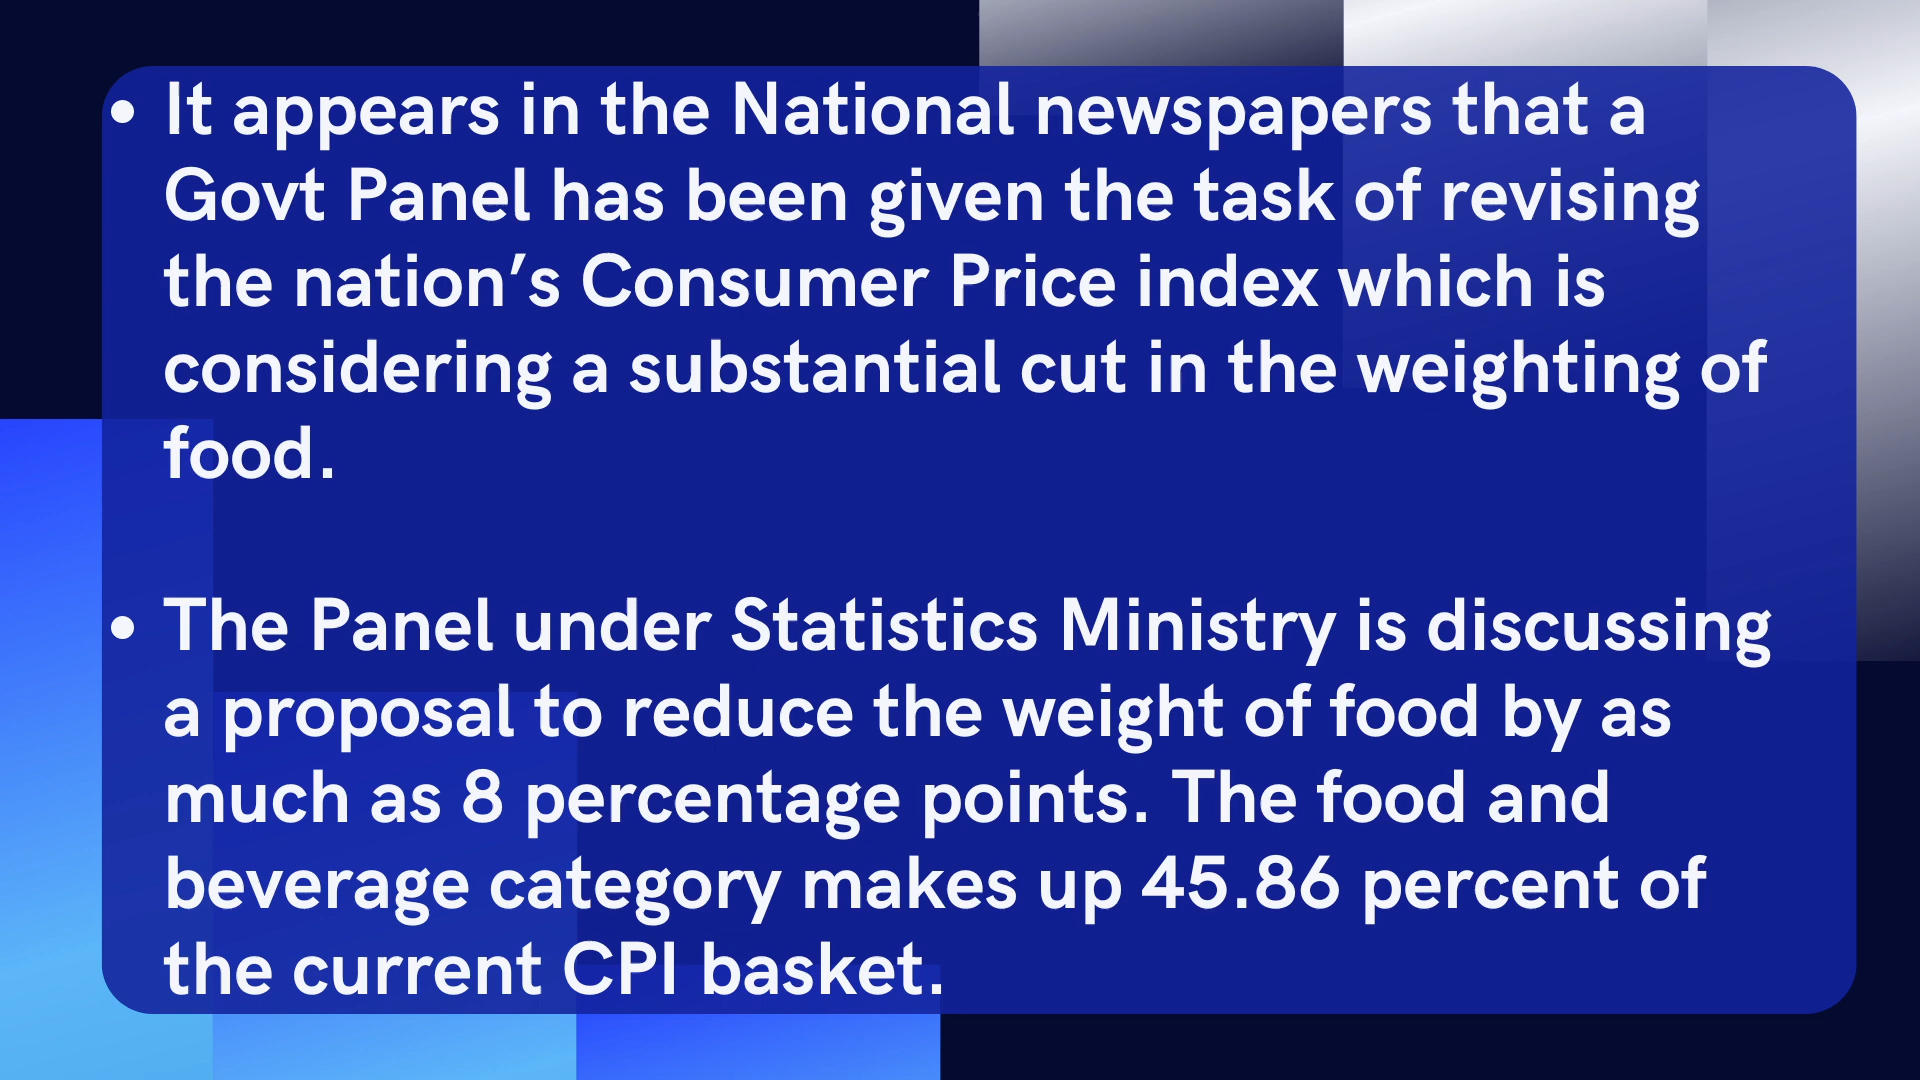 • It appears in the National newspapers that a
Govt Panel has been given the task of revising
the nation’s Consumer Price index which is
considering a substantial cut in the weighting of
food.
• The Panel under Statistics Ministry is discussing
a proposal to reduce the weight of food by as
much as 8 percentage points. The food and
beverage category makes up 45.86 percent of
the current CPI basket.